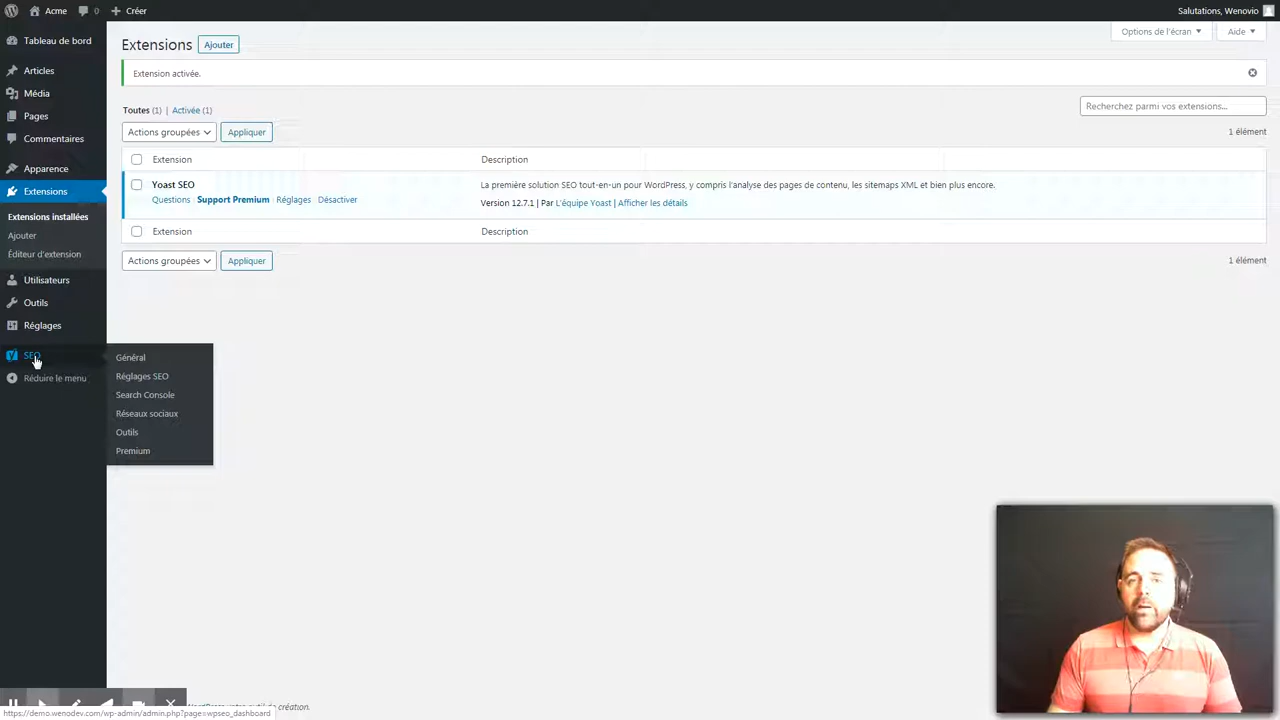 Acme 0 Créer Salutations, Wenovio
Tableau de bord
Articles
Média
Pages
Commentaires
Apparence
Extensions
Extensions installées
Ajouter
Éditeur d'extension
Utilisateurs
Outils
Réglages
SEO
Réduire le menu
Général
Réglages SEO
Search Console
Réseaux sociaux
Outils
Premium
Extensions Ajouter
Options de l'écran Aide
Extension activée.
Toutes (1) | Activée (1)
Recherchez parmi vos extensions...
Actions groupées Appliquer
1 élément
Extension Description
Yoast SEO
Questions Support Premium Réglages Désactiver
La première solution SEO tout-en-un pour WordPress, y compris l'analyse des pages de contenu, les sitemaps XML et bien plus encore.
Version 12.7.1 | Par L'équipe Yoast | Afficher les détails
Extension Description
Actions groupées Appliquer
1 élément
votre outil de création.
https://demo.wenodev.com/wp-admin/admin.php?page=wpseo_dashboard